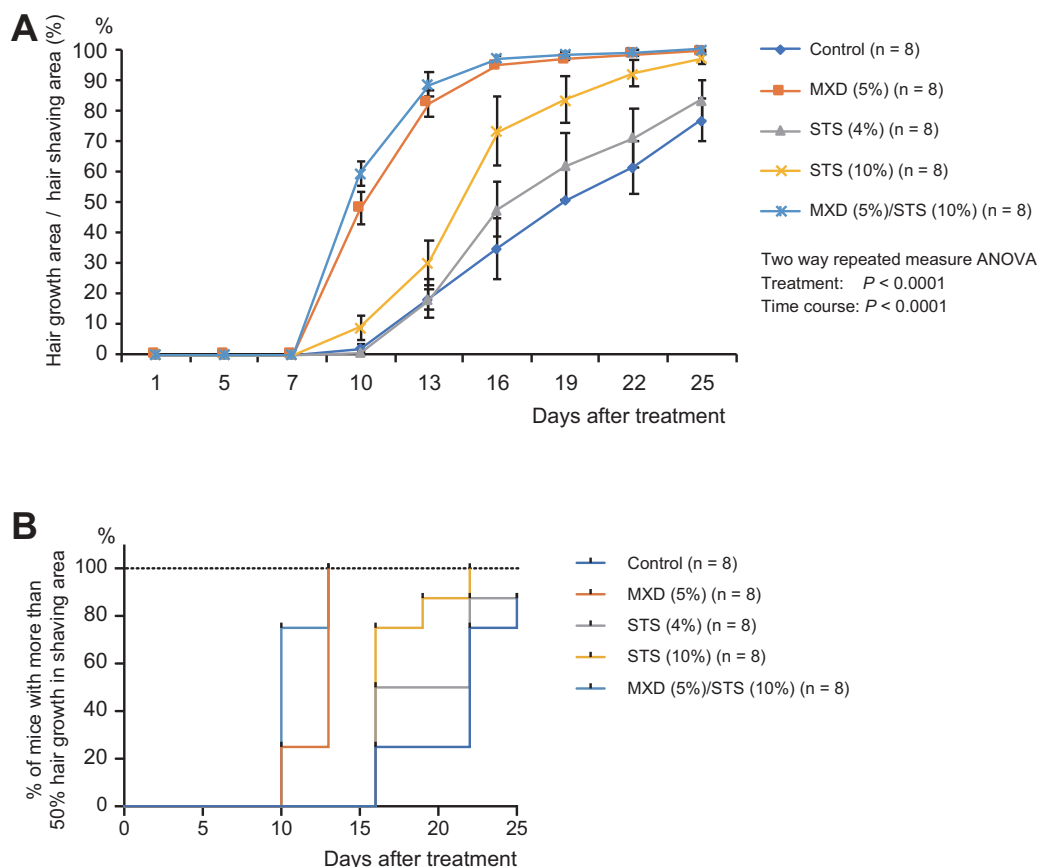 A
%
Hair growth area / hair shaving area (%)
100
90
80
70
60
50
40
30
20
10
0
1 5 7 10 13 16 19 22 25
Days after treatment
Control (n = 8)
MXD (5%) (n = 8)
STS (4%) (n = 8)
STS (10%) (n = 8)
MXD (5%)/STS (10%) (n = 8)
Two way repeated measure ANOVA
Treatment: P < 0.0001
Time course: P < 0.0001
B
%
% of mice with more than
50% hair growth in shaving area
100
80
60
40
20
0
0 5 10 15 20 25
Days after treatment
Control (n = 8)
MXD (5%) (n = 8)
STS (4%) (n = 8)
STS (10%) (n = 8)
MXD (5%)/STS (10%) (n = 8)